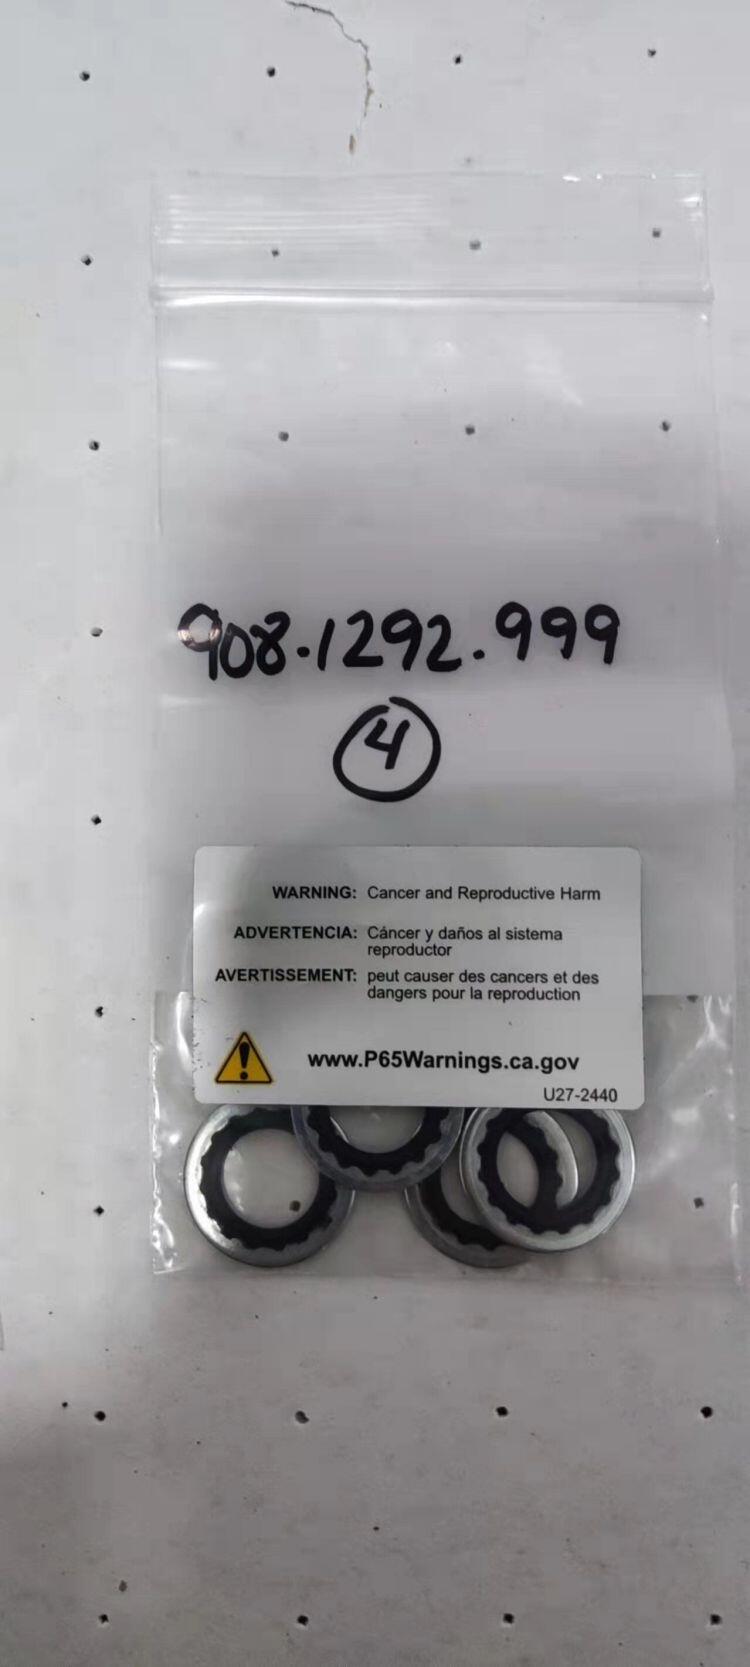 908.1292.999
4
WARNING: Cancer and Reproductive Harm
ADVERTENCIA: Cáncer y daños al sistema
reproductor
AVERTISSEMENT: peut causer des cancers et des
dangers pour la reproduction
www.P65Warnings.ca.gov
U27-2440